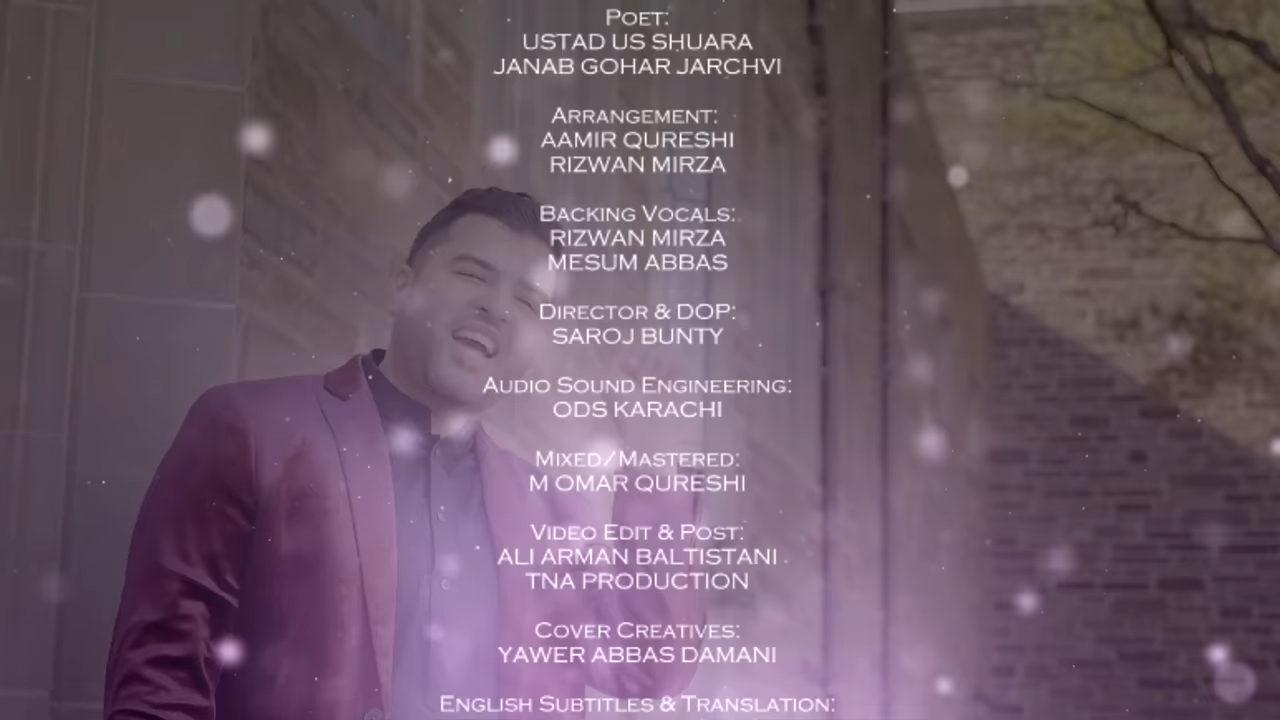 POET:
USTAD US SHUARA
JANAB GOHAR JARCHVI
ARRANGEMENT:
AAMIR QURESHI
RIZWAN MIRZA
BACKING VOCALS:
RIZWAN MIRZA
MESUM ABBAS
DIRECTOR & DOP:
SAROJ BUNTY
AUDIO SOUND ENGINEERING:
ODS KARACHI
MIXED/MASTERED:
M OMAR QURESHI
VIDEO EDIT & POST:
ALI ARMAN BALTISTANI
TNA PRODUCTION
COVER CREATIVES:
YAWER ABBAS DAMANI
ENGLISH SUBTITLES & TRANSLATION: